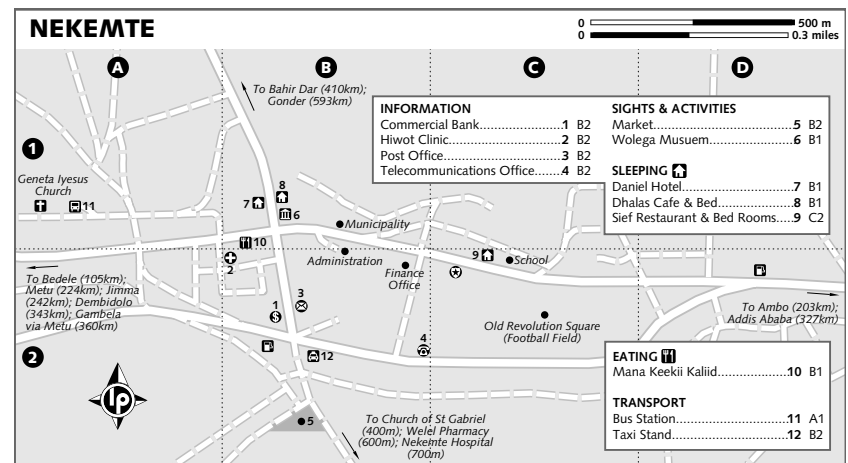 NEKEMTE
0 500 m
0 0.3 miles
A B C D
1
2
To Bahir Dar (410km);
Gonder (593km)
INFORMATION
Commercial Bank..........................1 B2
Hiwot Clinic..................................2 B2
Post Office....................................3 B2
Telecommunications Office.......4 B2
SIGHTS & ACTIVITIES
Market..........................................5 B2
Wolega Musuem..........................6 B1
SLEEPING
Daniel Hotel.................................7 B1
Dhalas Cafe & Bed.......................8 B1
Sief Restaurant & Bed Rooms....9 C2
Geneta Iyesus
Church
11
8
7
6
Municipality
10
2
Administration
Finance
Office
9
School
To Bedele (105km);
Metu (224km); Jimma
(242km); Dembidolo
(343km); Gambela
via Metu (360km)
3
1
4
12
Old Revolution Square
(Football Field)
To Ambo (203km);
Addis Ababa (327km)
EATING
Mana Keekii Kaliid....................10 B1
TRANSPORT
Bus Station................................11 A1
Taxi Stand.................................12 B2
lp
5
To Church of St Gabriel
(400m); Welel Pharmacy
(600m); Nekemte Hospital
(700m)